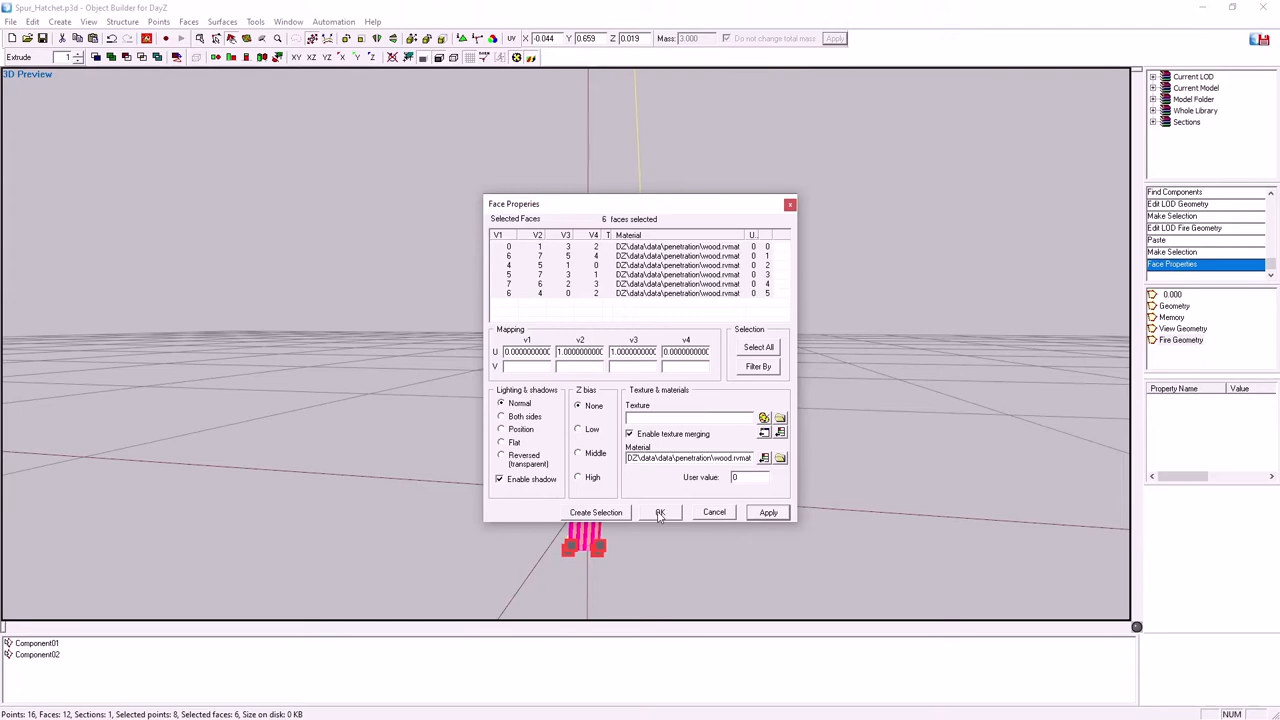 Spur_Hatchet.p3d - Object Builder for DayZ
File Edit Create View Structure Points Faces Surfaces Tools Window Automation Help
UV X -0.044 Y 0.659 Z 0.019 Mass: 3.000 Do not change total mass Apply
Extrude 1 XY XZ YZ X Y Z
3D Preview
Current LOD
Current Model
Model Folder
Whole Library
Sections
Find Components
Edit LOD Geometry
Make Selection
Edit LOD Fire Geometry
Paste
Make Selection
Face Properties
0.000
Geometry
Memory
View Geometry
Fire Geometry
Property Name Value
Face Properies
Selected Faces 6 faces selected
V1 V2 V3 V4 T Material U..
0 1 3 2 DZ\data\data\penetration\wood.rvmat 0 0
6 7 5 4 DZ\data\data\penetration\wood.rvmat 0 1
4 5 1 0 DZ\data\data\penetration\wood.rvmat 0 2
5 7 3 1 DZ\data\data\penetration\wood.rvmat 0 3
7 6 2 3 DZ\data\data\penetration\wood.rvmat 0 4
6 4 0 2 DZ\data\data\penetration\wood.rvmat 0 5
Mapping
v1 v2 v3 v4
U 0.0000000000 1.0000000000 1.0000000000 0.0000000000
V
Selection
Select All
Filter By
Lighting & shadows
Normal
Both sides
Position
Flat
Reversed
(transparent)
Enable shadow
Z bias
None
Low
Middle
High
Texture & materials
Texture
Enable texture merging
Material
DZ\data\data\penetration\wood.rvmat
User value: 0
Create Selection OK Cancel Apply
Component01
Component02
Points: 16, Faces: 12, Sections: 1, Selected points: 8, Selected faces: 6, Size on disk: 0 KB
NUM